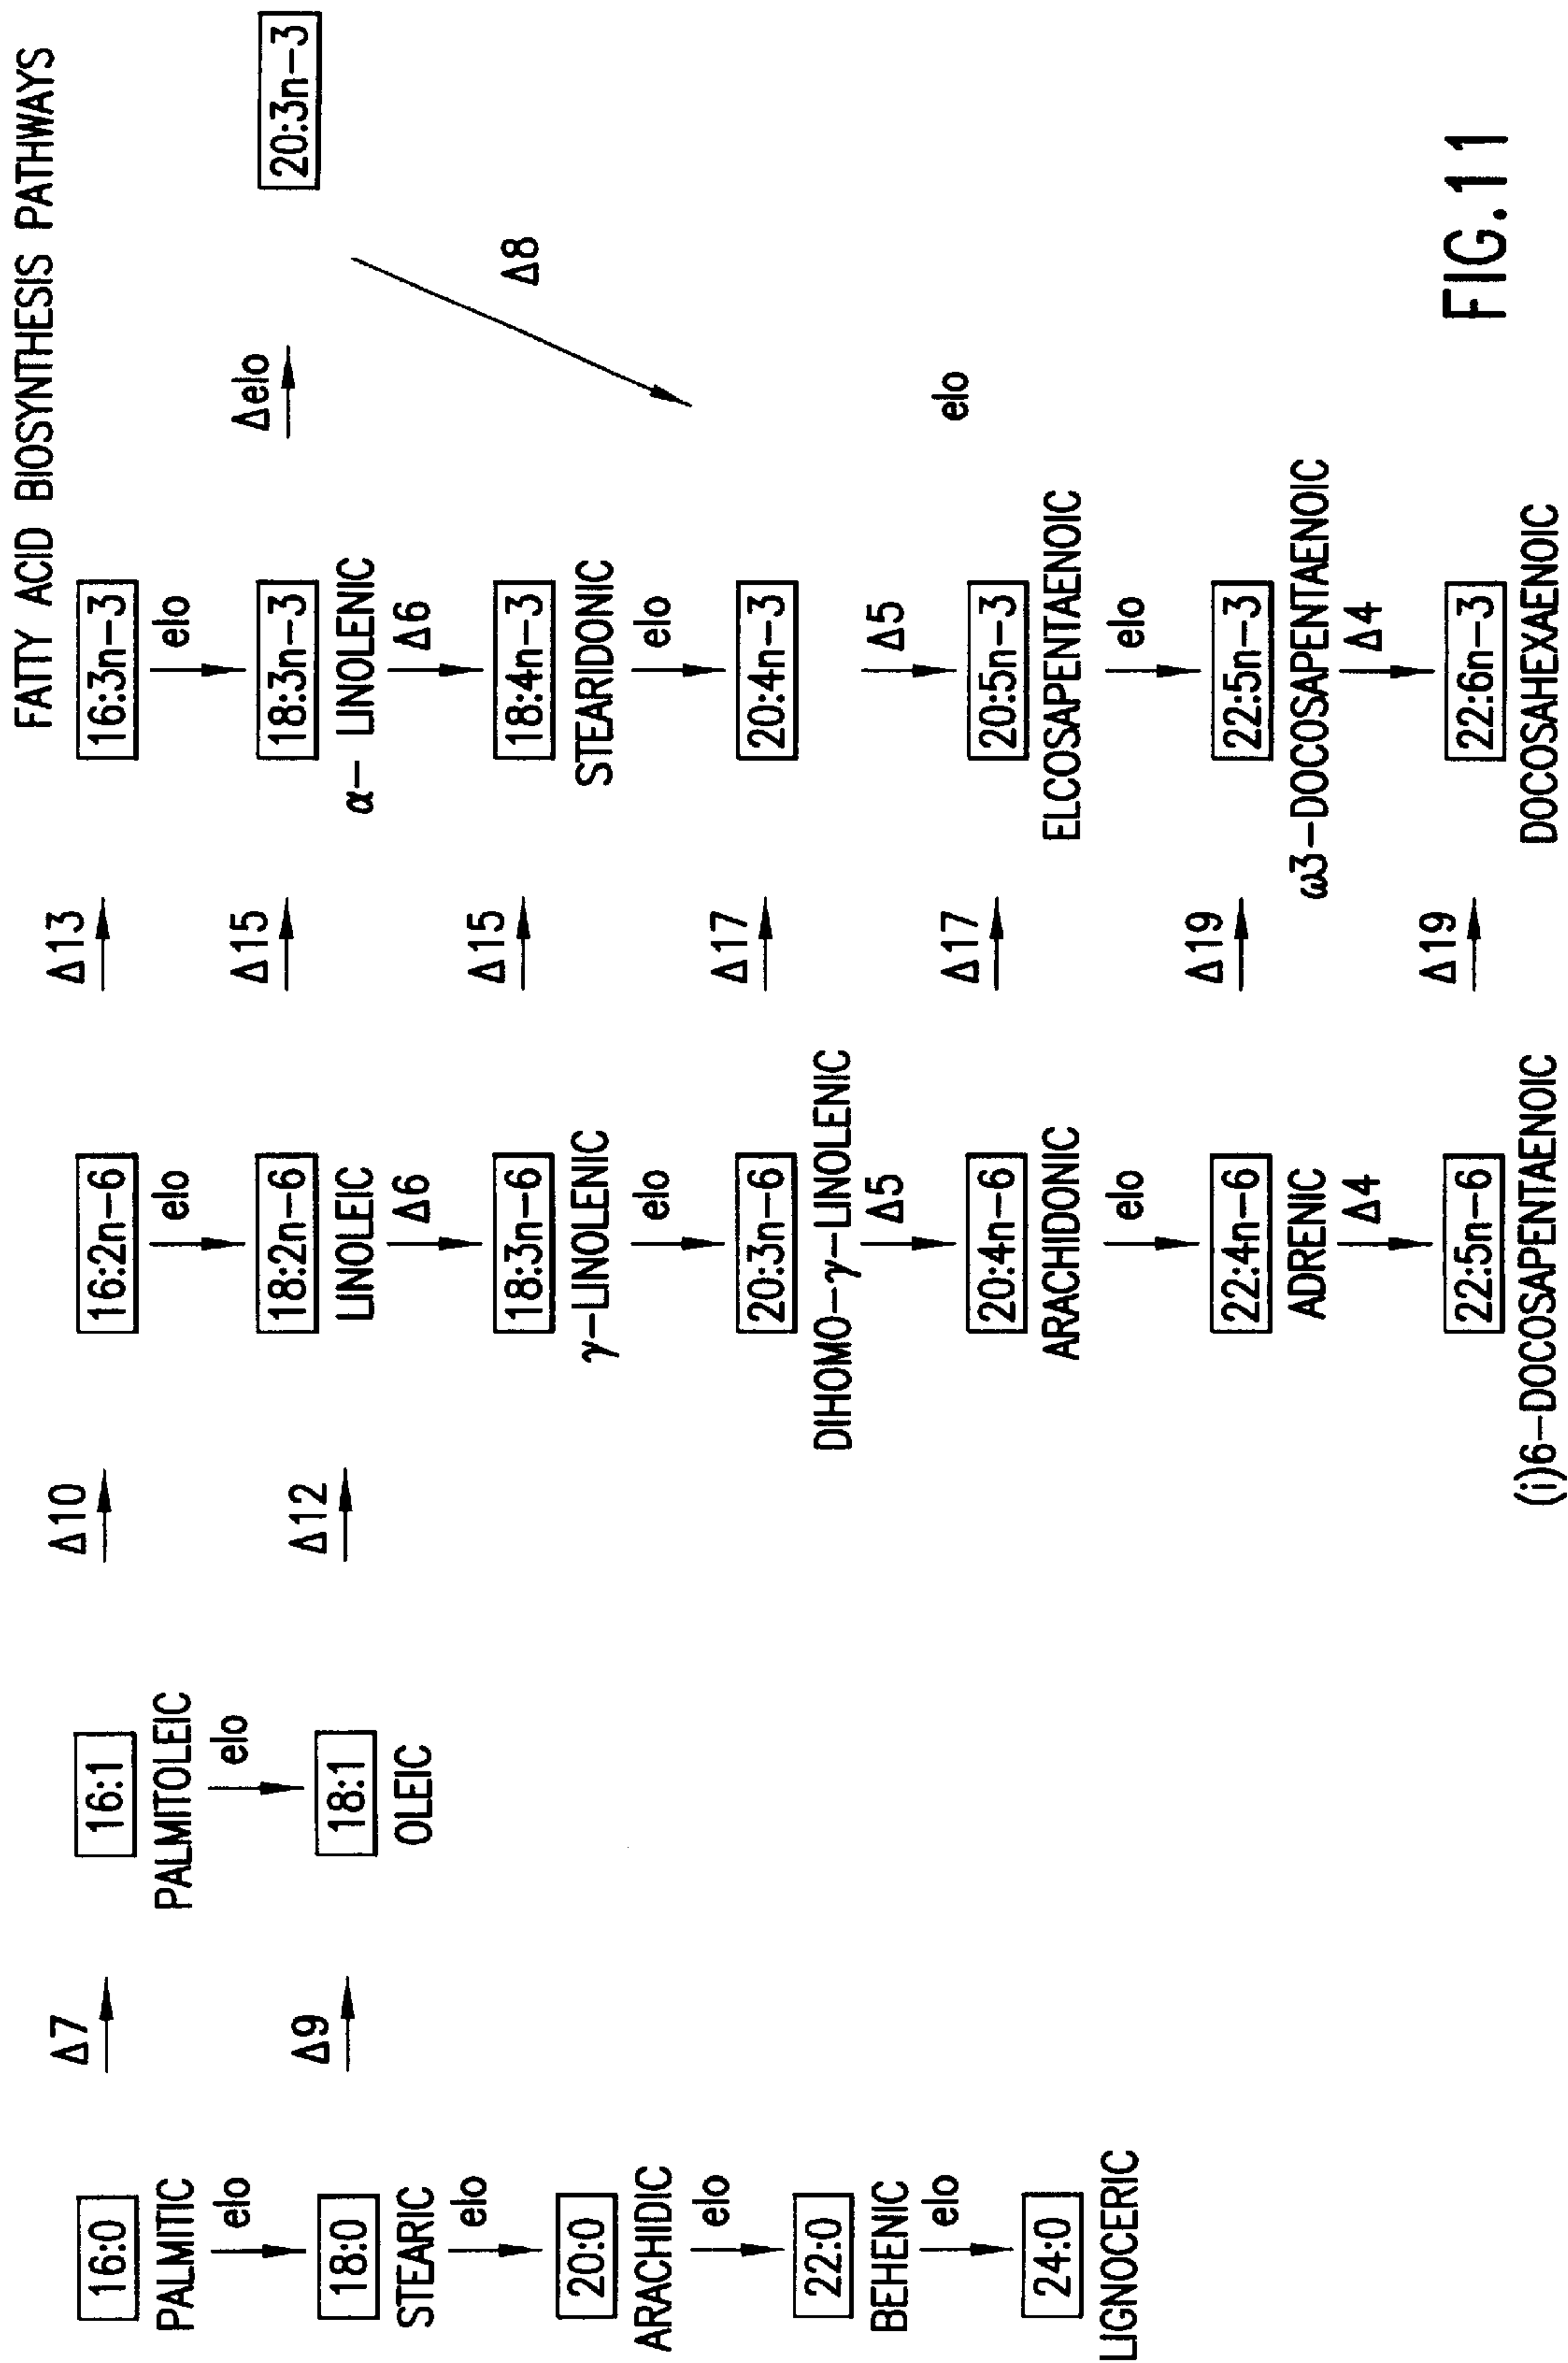 FATTY ACID BIOSYNTHESIS PATHWAYS
Δ7
Δ10
Δ13
16:0
16:1
16:2n-6
16:3n-3
PALMITIC
PALMITOLEIC
elo
elo
elo
elo
Δ9
Δ12
Δ15
Δelo
18:0
18:1
18:2n-6
18:3n-3
20:3n-3
STEARIC
OLEIC
LINOLEIC
α- LINOLENIC
elo
Δ6
Δ6
Δ15
Δ8
20:0
18:3n-6
18:4n-3
ARACHIDIC
γ-LINOLENIC
STEARIDONIC
elo
elo
elo
Δ17
22:0
20:3n-6
20:4n-3
BEHENIC
DIHOMO-γ-LINOLENIC
elo
Δ5
Δ5
elo
Δ17
24:0
20:4n-6
20:5n-3
LIGNOCERIC
ARACHIDONIC
ELCOSAPENTAENOIC
elo
elo
Δ19
22:4n-6
22:5n-3
ADRENIC
ω3-DOCOSAPENTAENOIC
Δ4
Δ4
Δ19
22:5n-6
22:6n-3
(i)6-DOCOSAPENTAENOIC
DOCOSAHEXAENOIC
FIG.11